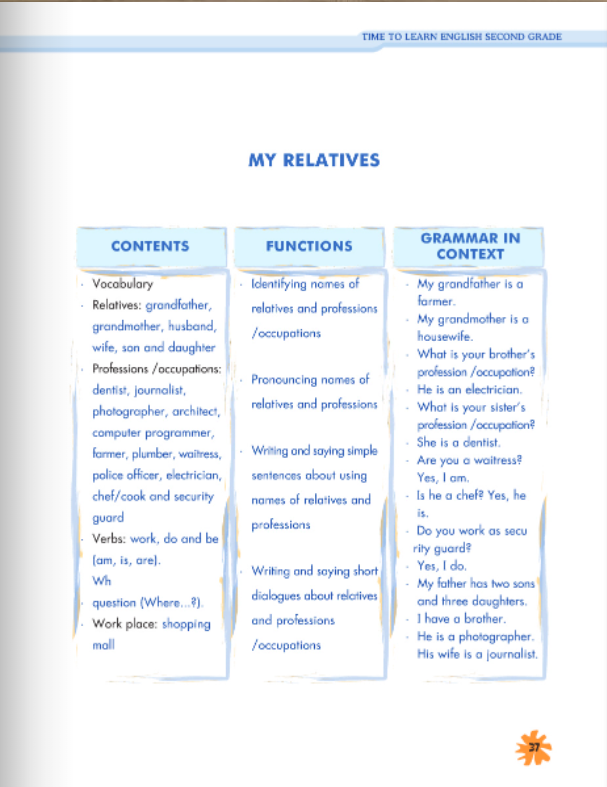 TIME TO LEARN ENGLISH SECOND GRADE
MY RELATIVES
CONTENTS
· Vocabulary
· Relatives: grandfather,
grandmother, husband,
wife, son and daughter
· Professions /occupations:
dentist, journalist,
photographer, architect,
computer programmer,
farmer, plumber, waitress,
police officer, electrician,
chef/cook and security
guard
· Verbs: work, do and be
(am, is, are).
Wh
· question (Where...?).
· Work place: shopping
mall
FUNCTIONS
· Identifying names of
relatives and professions
/occupations
· Pronouncing names of
relatives and professions
· Writing and saying simple
sentences about using
names of relatives and
professions
· Writing and saying short
dialogues about relatives
and professions
/occupations
GRAMMAR IN
CONTEXT
· My grandfather is a
farmer.
· My grandmother is a
housewife.
· What is your brother's
profession /occupation?
· He is an electrician.
· What is your sister's
profession /occupation?
· She is a dentist.
· Are you a waitress?
Yes, I am.
· Is he a chef? Yes, he
is.
· Do you work as secu
rity guard?
· Yes, I do.
· My father has two sons
and three daughters.
· I have a brother.
· He is a photographer.
His wife is a journalist.
37